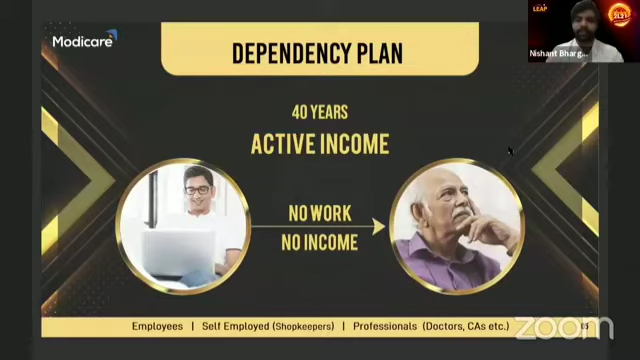 Modicare
DEPENDENCY PLAN
LEAP
Nishant Bharg...
40 YEARS
ACTIVE INCOME
NO WORK
NO INCOME
Employees | Self Employed (Shopkeepers) | Professionals (Doctors, CAs etc.)
zoom